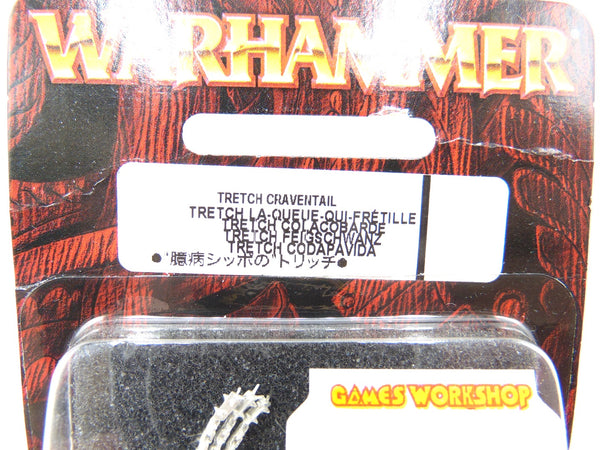 WARHAMMER
TRETCH CRAVENTAIL
TRETCH LA-QUEUE-QUI-FRÉTILLE
TRETCH COLACOBARDE
TRETCH FEIGSCHWANZ
TRETCH CODAPAVIDA
●"臆病シッポの"トリッチ●
GAMES WORKSHOP